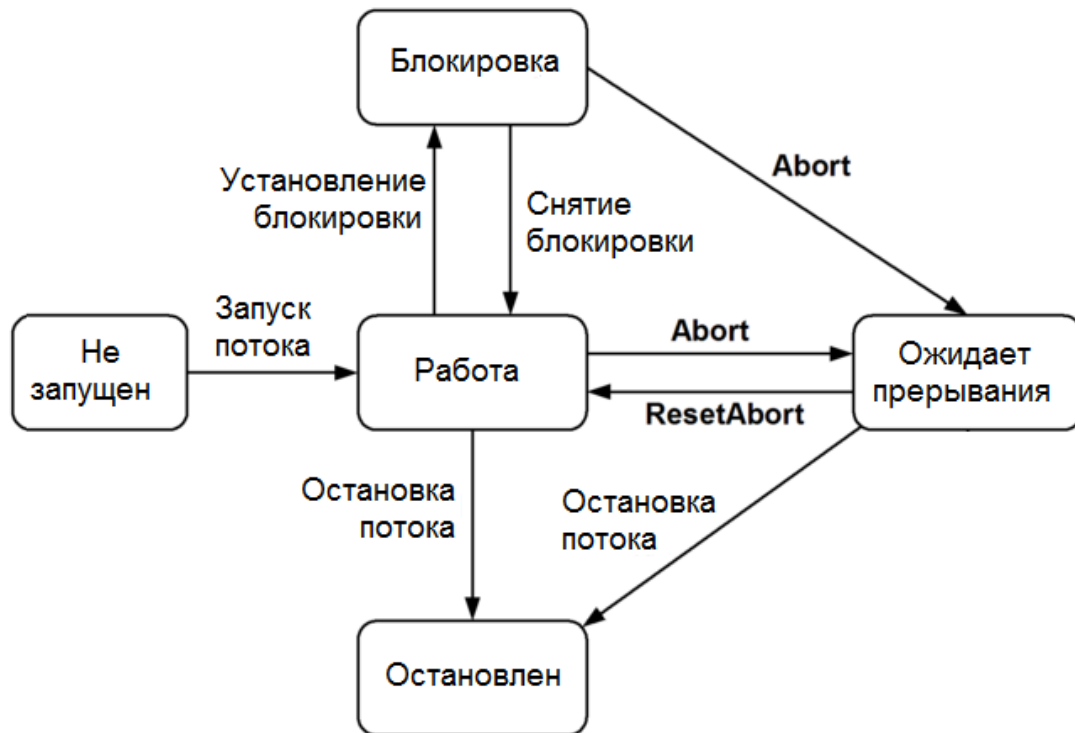 Блокировка
Abort
Установление
блокировки
Снятие
блокировки
Запуск
потока
Не
запущен
Работа
Abort
ResetAbort
Ожидает
прерывания
Остановка
потока
Остановка
потока
Остановлен